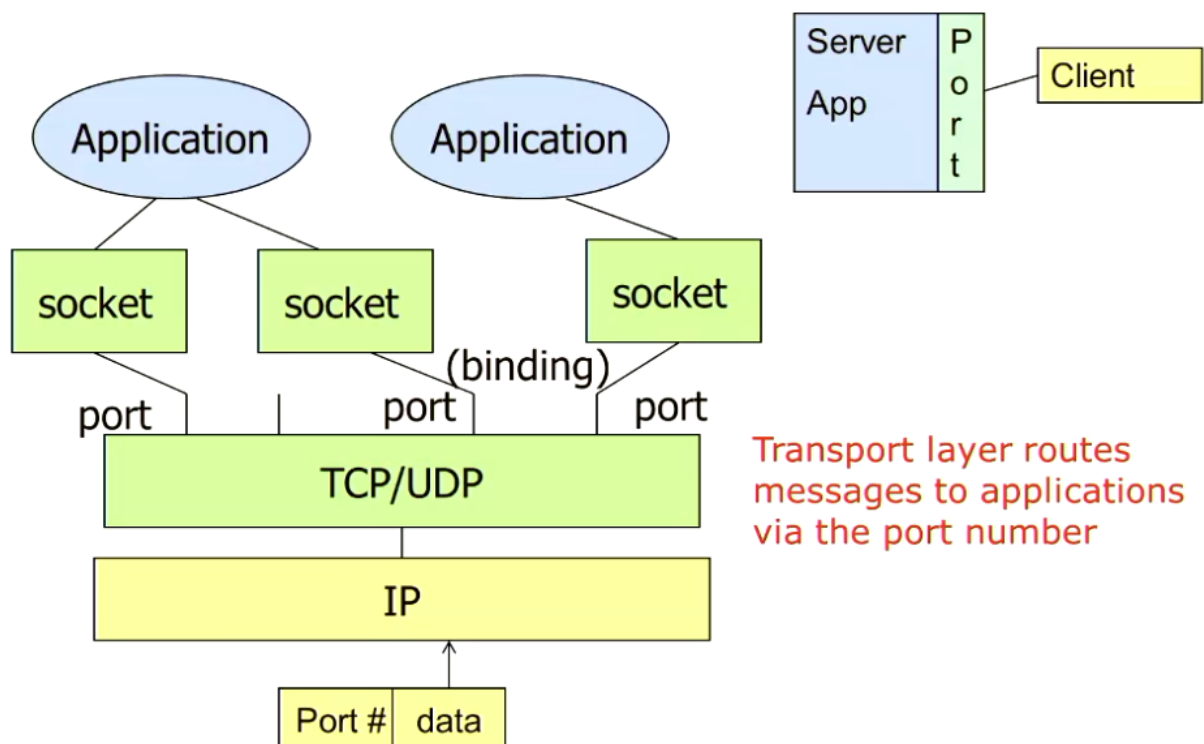 Server
App
Port
Client
Application
Application
socket
socket
socket
(binding)
port
port
port
TCP/UDP
Transport layer routes
messages to applications
via the port number
IP
Port #
data